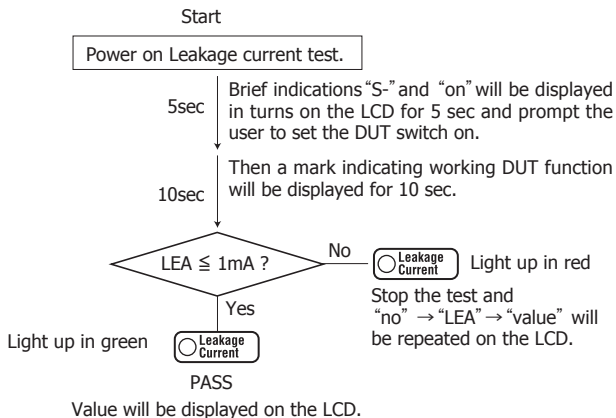 Start
Power on Leakage current test.
5sec
Brief indications “S-” and “on” will be displayed
in turns on the LCD for 5 sec and prompt the
user to set the DUT switch on.
10sec
Then a mark indicating working DUT function
will be displayed for 10 sec.
LEA ≦ 1mA ?
No
Leakage
Current
Light up in red
Stop the test and
“no” →“LEA”→“value” will
be repeated on the LCD.
Yes
Light up in green
Leakage
Current
PASS
Value will be displayed on the LCD.